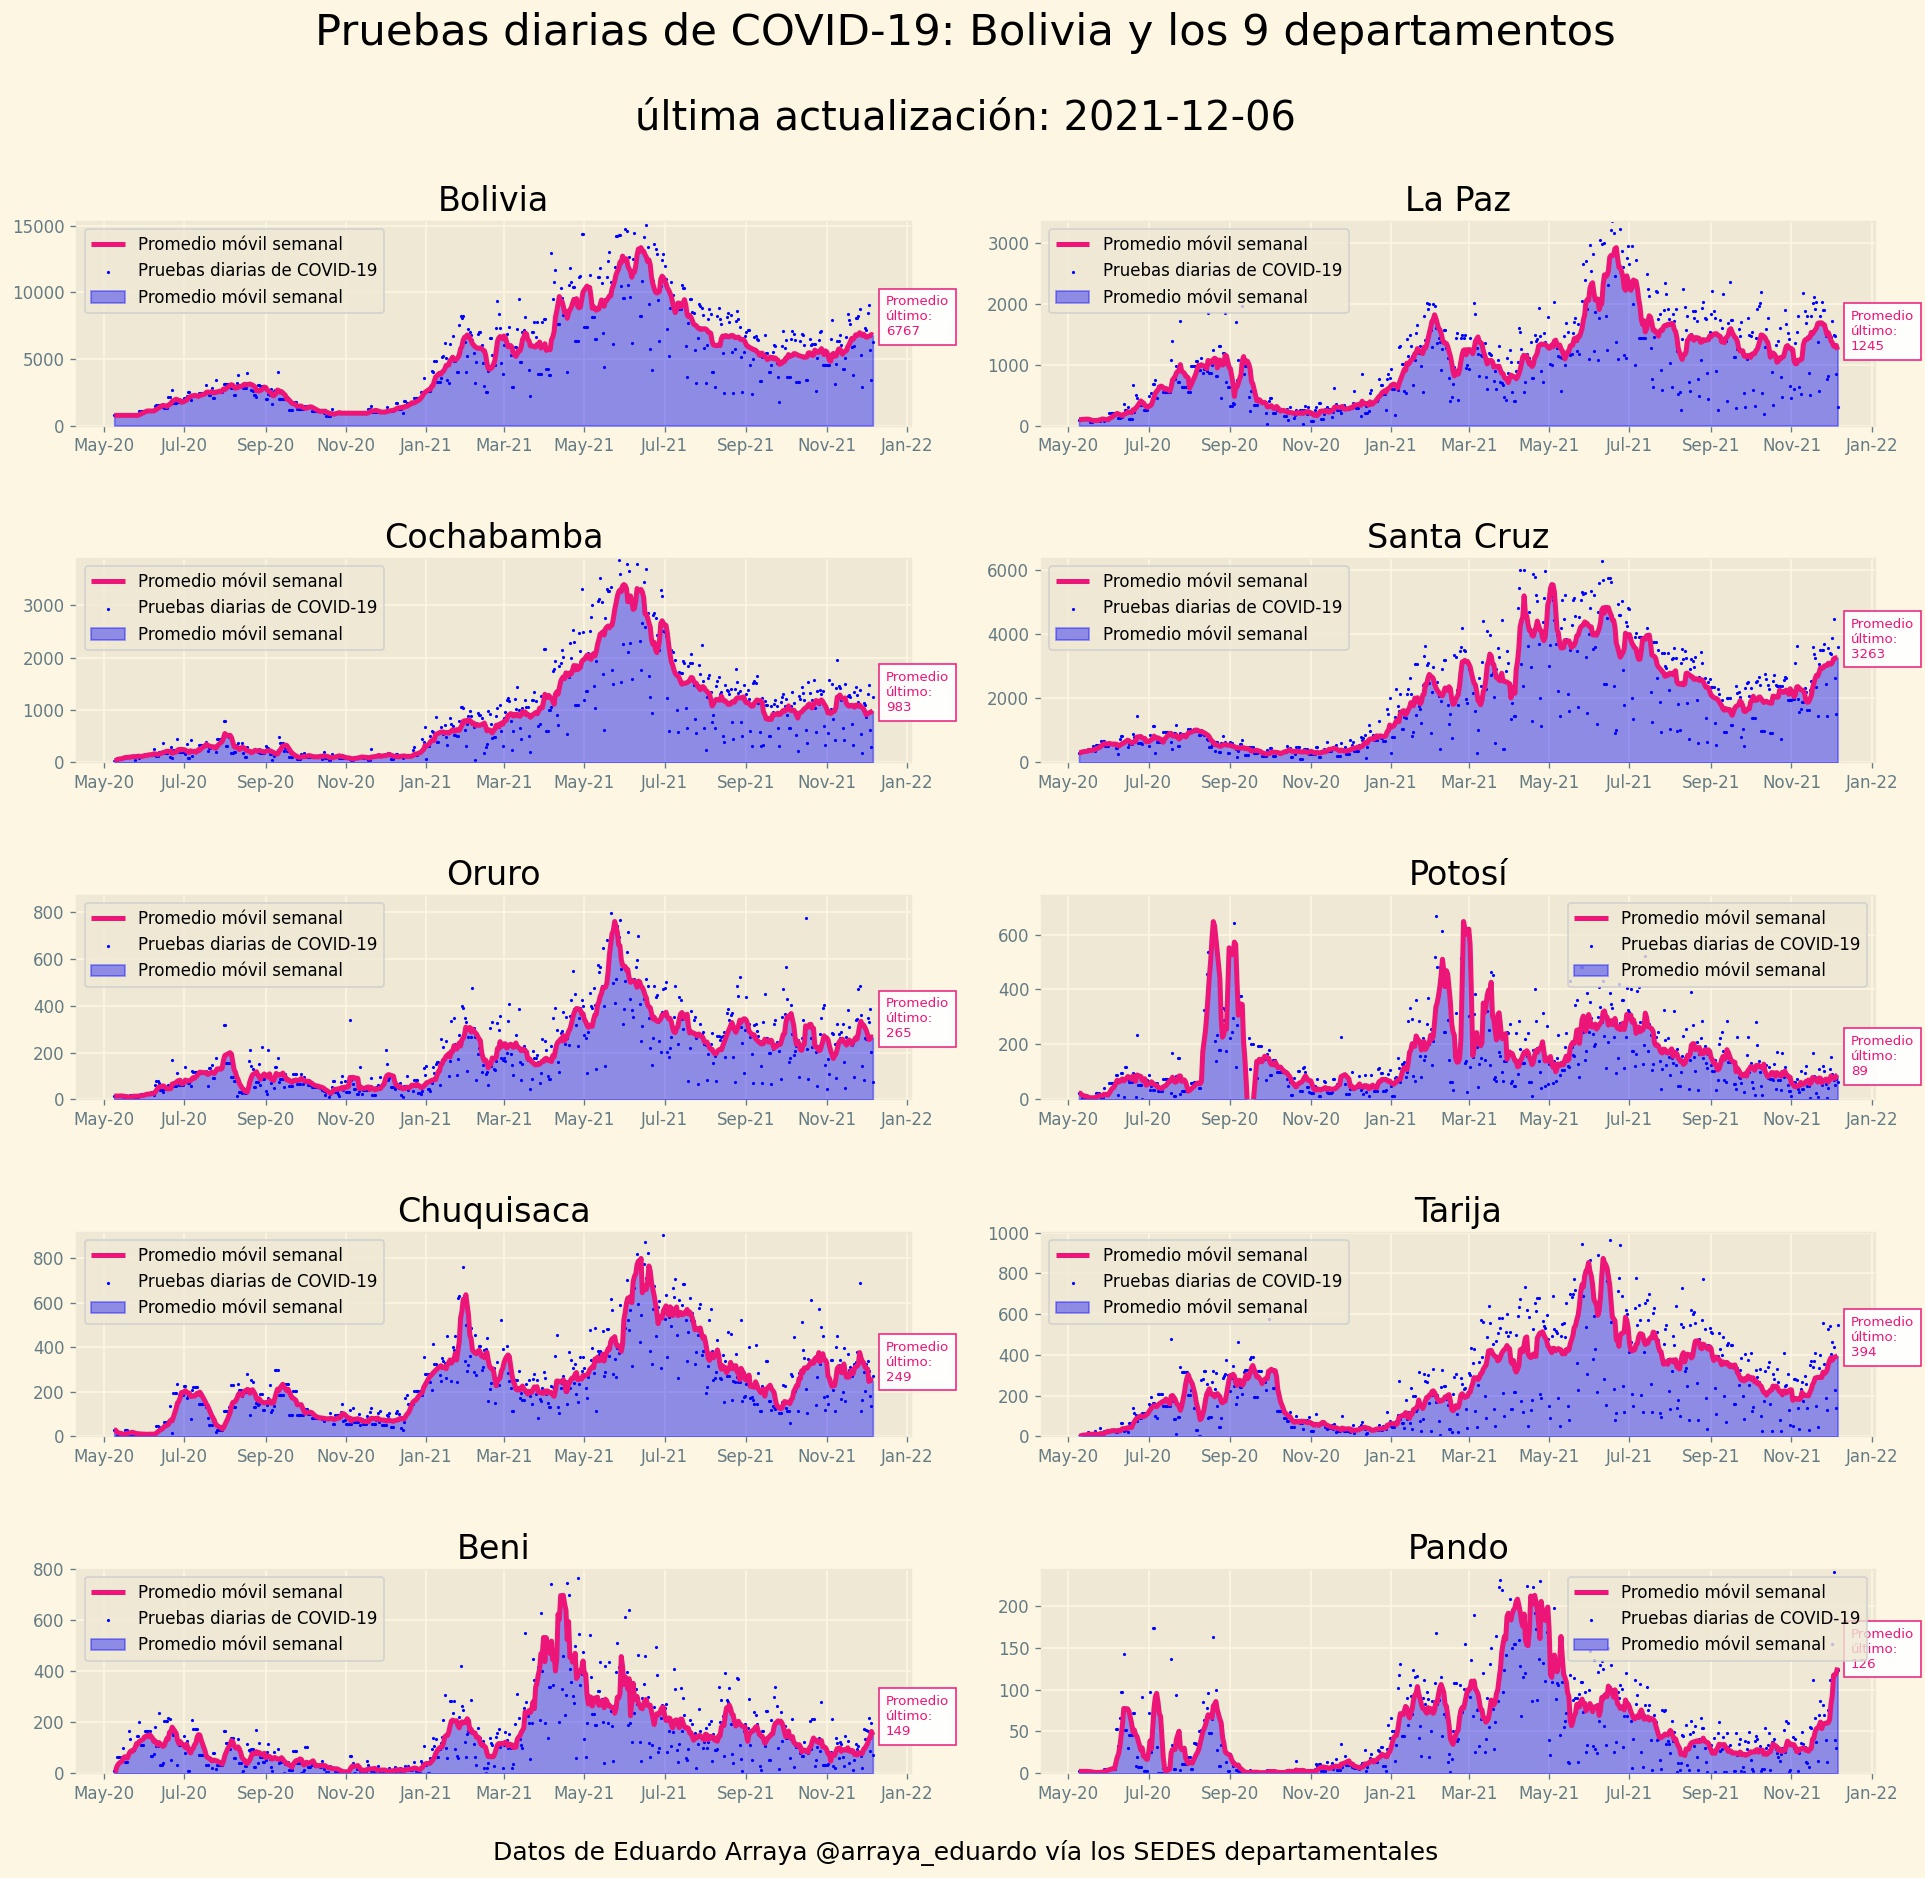 Pruebas diarias de COVID-19: Bolivia y los 9 departamentos
última actualización: 2021-12-06
Bolivia
15000
10000
5000
0
Promedio móvil semanal
Pruebas diarias de COVID-19
Promedio móvil semanal
Promedio
último:
6767
May-20 Jul-20 Sep-20 Nov-20 Jan-21 Mar-21 May-21 Jul-21 Sep-21 Nov-21 Jan-22
La Paz
3000
2000
1000
0
Promedio móvil semanal
Pruebas diarias de COVID-19
Promedio móvil semanal
Promedio
último:
1245
May-20 Jul-20 Sep-20 Nov-20 Jan-21 Mar-21 May-21 Jul-21 Sep-21 Nov-21 Jan-22
Cochabamba
3000
2000
1000
0
Promedio móvil semanal
Pruebas diarias de COVID-19
Promedio móvil semanal
Promedio
último:
983
May-20 Jul-20 Sep-20 Nov-20 Jan-21 Mar-21 May-21 Jul-21 Sep-21 Nov-21 Jan-22
Santa Cruz
6000
4000
2000
0
Promedio móvil semanal
Pruebas diarias de COVID-19
Promedio móvil semanal
Promedio
último:
3263
May-20 Jul-20 Sep-20 Nov-20 Jan-21 Mar-21 May-21 Jul-21 Sep-21 Nov-21 Jan-22
Oruro
800
600
400
200
0
Promedio móvil semanal
Pruebas diarias de COVID-19
Promedio móvil semanal
Promedio
último:
265
May-20 Jul-20 Sep-20 Nov-20 Jan-21 Mar-21 May-21 Jul-21 Sep-21 Nov-21 Jan-22
Potosí
600
400
200
0
Promedio móvil semanal
Pruebas diarias de COVID-19
Promedio móvil semanal
Promedio
último:
89
May-20 Jul-20 Sep-20 Nov-20 Jan-21 Mar-21 May-21 Jul-21 Sep-21 Nov-21 Jan-22
Chuquisaca
800
600
400
200
0
Promedio móvil semanal
Pruebas diarias de COVID-19
Promedio móvil semanal
Promedio
último:
249
May-20 Jul-20 Sep-20 Nov-20 Jan-21 Mar-21 May-21 Jul-21 Sep-21 Nov-21 Jan-22
Tarija
1000
800
600
400
200
0
Promedio móvil semanal
Pruebas diarias de COVID-19
Promedio móvil semanal
Promedio
último:
394
May-20 Jul-20 Sep-20 Nov-20 Jan-21 Mar-21 May-21 Jul-21 Sep-21 Nov-21 Jan-22
Beni
800
600
400
200
0
Promedio móvil semanal
Pruebas diarias de COVID-19
Promedio móvil semanal
Promedio
último:
149
May-20 Jul-20 Sep-20 Nov-20 Jan-21 Mar-21 May-21 Jul-21 Sep-21 Nov-21 Jan-22
Pando
200
150
100
50
0
Promedio móvil semanal
Pruebas diarias de COVID-19
Promedio móvil semanal
Promedio
último:
126
May-20 Jul-20 Sep-20 Nov-20 Jan-21 Mar-21 May-21 Jul-21 Sep-21 Nov-21 Jan-22
Datos de Eduardo Arraya @arraya_eduardo vía los SEDES departamentales